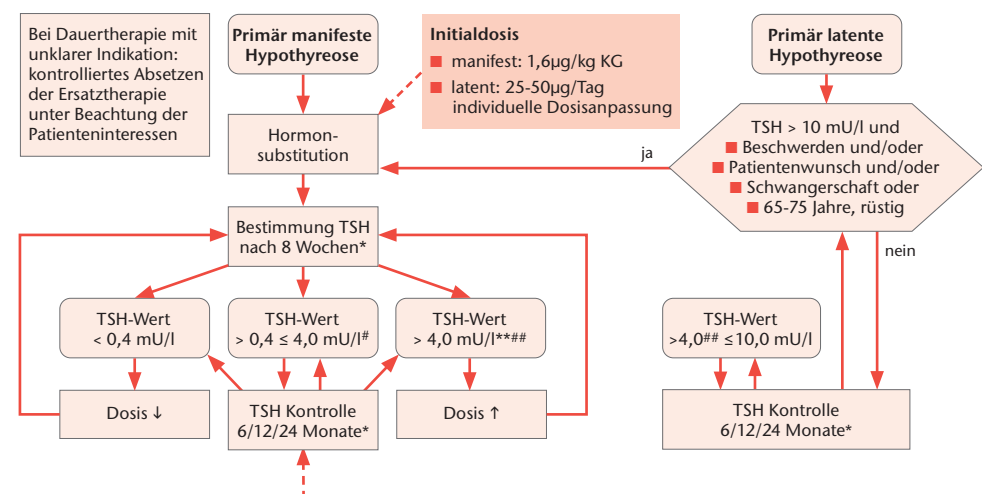 Bei Dauertherapie mit
unklarer Indikation:
kontrolliertes Absetzen
der Ersatztherapie
unter Beachtung der
Patienteninteressen
Primär manifeste
Hypothyreose
Initialdosis
■ manifest: 1,6µg/kg KG
■ latent: 25-50µg/Tag
individuelle Dosisanpassung
Primär latente
Hypothyreose
Hormon-
substitution
ja
TSH > 10 mU/l und
■ Beschwerden und/oder
■ Patientenwunsch und/oder
■ Schwangerschaft oder
■ 65-75 Jahre, rüstig
nein
Bestimmung TSH
nach 8 Wochen*
TSH-Wert
< 0,4 mU/l
TSH-Wert
> 0,4 ≤ 4,0 mU/l#
TSH-Wert
> 4,0 mU/l**##
TSH-Wert
>4,0## ≤10,0 mU/l
Dosis ↓
TSH Kontrolle
6/12/24 Monate*
Dosis ↑
TSH Kontrolle
6/12/24 Monate*